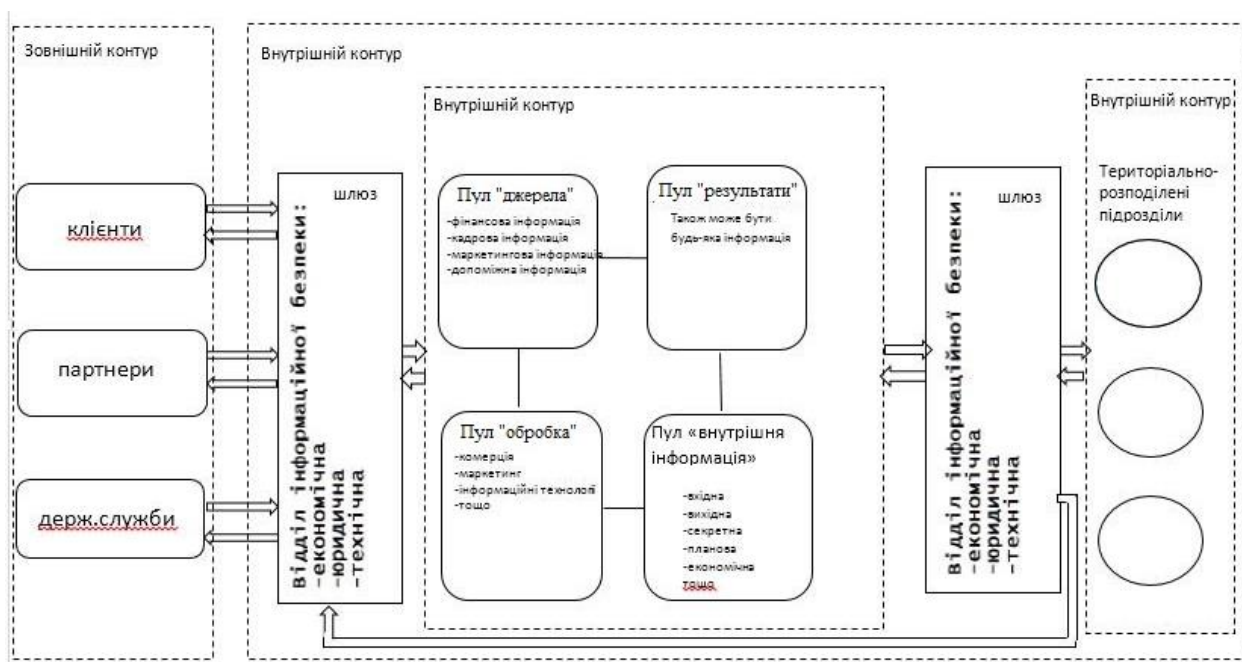 Зовнішній контур
клієнти
партнери
держ.служби
Внутрішній контур
шлюз
Відділ інформаційної безпеки:
-економічна
-юридична
-технічна
Внутрішній контур
Пул "джерела"
-фінансова інформація
-кадрова інформація
-маркетингова інформація
-допоміжна інформація
Пул "результати"
Також може бути
будь-яка інформація
Пул "обробка"
-комерція
-маркетинг
-інформаційні технології
-тощо
Пул «внутрішня
інформація»
-вхідна
-вихідна
-секретна
-планова
-економічна
тощо
шлюз
Відділ інформаційної безпеки:
-економічна
-юридична
-технічна
Внутрішній контур
Територіально-
розподілені
підрозділи